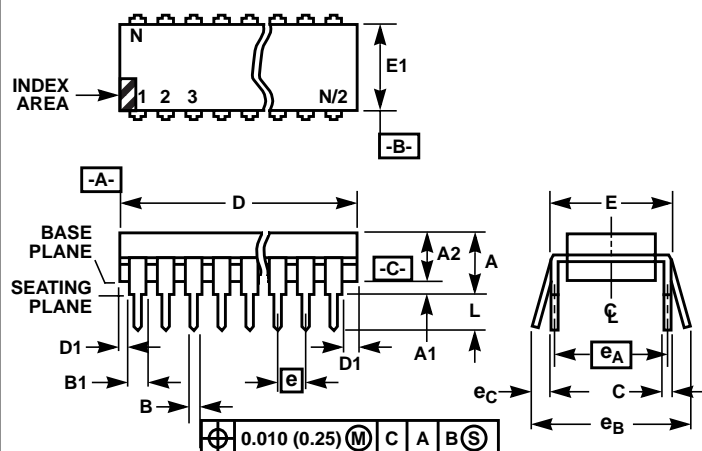 N
E1
INDEX
AREA
1 2 3 N/2
-B-
-A-
D
E
BASE
PLANE
-C-
A2
A
SEATING
PLANE
L
D1
A1
D1
B1
e
B
C L
eA
eC
C
eB
0.010 (0.25) M C A B S